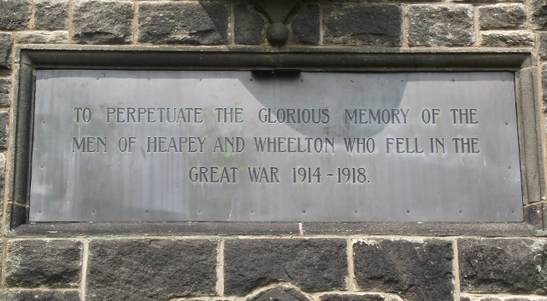 TO PERPETUATE THE GLORIOUS MEMORY OF THE
MEN OF HEAPEY AND WHEELTON WHO FELL IN THE
GREAT WAR 1914-1918.